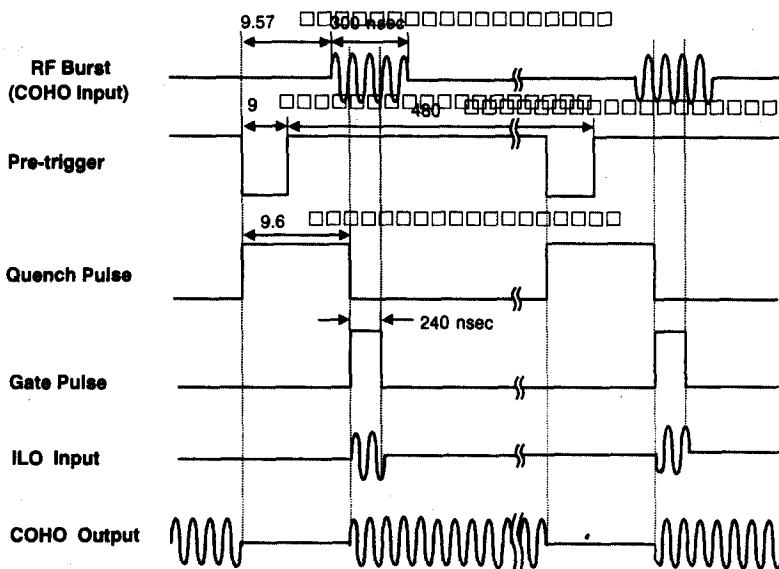 9.57
300 nsec
RF Burst
(COHO Input)
9
480
Pre-trigger
9.6
Quench Pulse
240 nsec
Gate Pulse
ILO Input
COHO Output